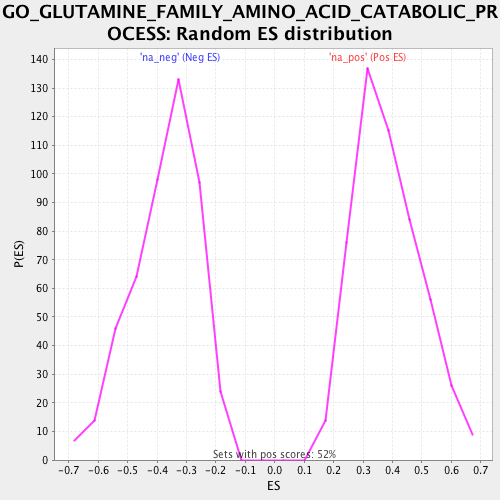 GO_GLUTAMINE_FAMILY_AMINO_ACID_CATABOLIC_PR
OCESS: Random ES distribution
'na_neg' (Neg ES)
'na_pos' (Pos ES)
140
130
120
110
100
90
80
70
60
50
40
30
20
10
0
P(ES)
Sets with pos scores: 52%
-0.7 -0.6 -0.5 -0.4 -0.3 -0.2 -0.1 0.0 0.1 0.2 0.3 0.4 0.5 0.6 0.7
ES